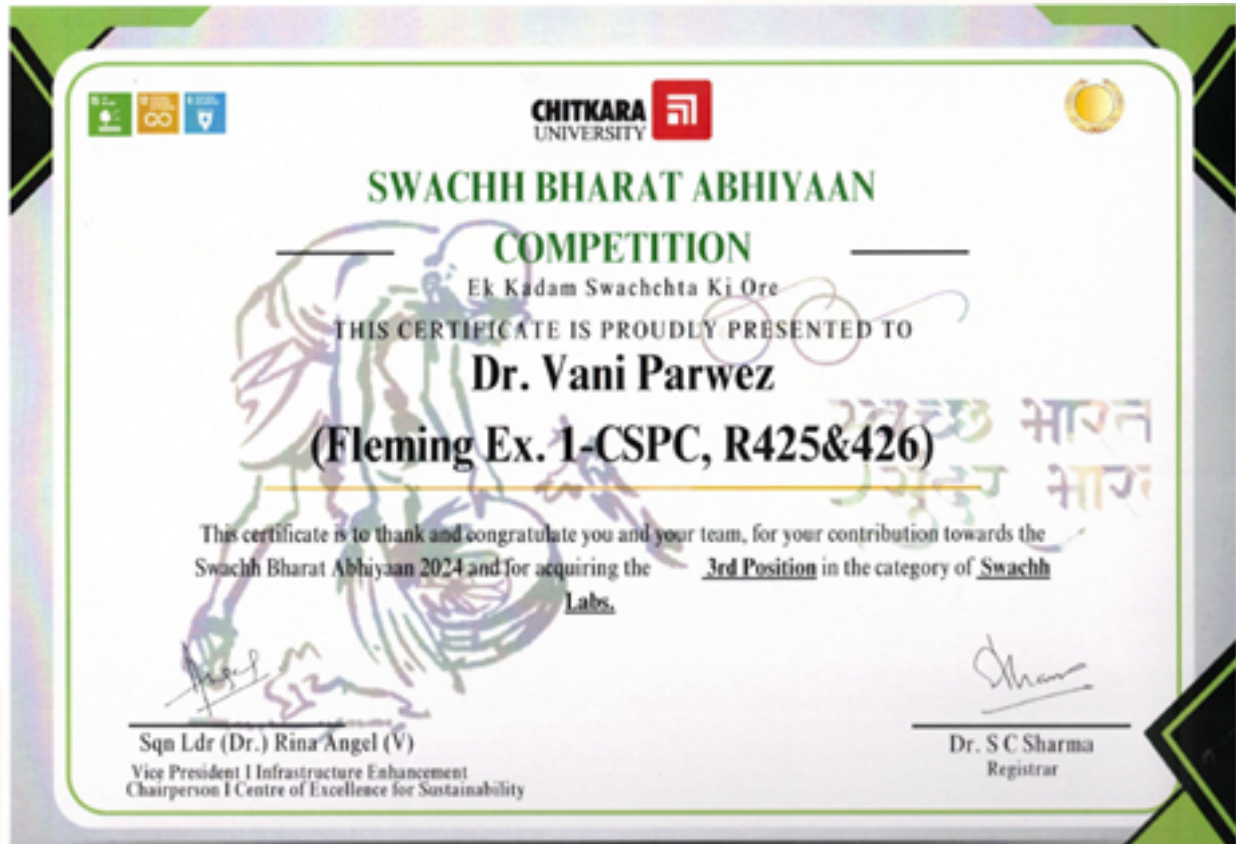 CHITKARA
UNIVERSITY
SWACHH BHARAT ABHIYAAN
COMPETITION
Ek Kadam Swachchta Ki Ore
THIS CERTIFICATE IS PROUDLY PRESENTED TO
Dr. Vani Parwez
(Fleming Ex. 1-CSPC, R425&426)
स्वच्छ भारत
सुंदर भारत
This certificate is to thank and congratulate you and your team, for your contribution towards the
Swachh Bharat Abhiyaan 2024 and for acquiring the 3rd Position in the category of Swachh
Labs.
Sqn Ldr (Dr.) Rina Angel (V)
Vice President I Infrastructure Enhancement
Chairperson I Centre of Excellence for Sustainability
Dr. S C Sharma
Registrar